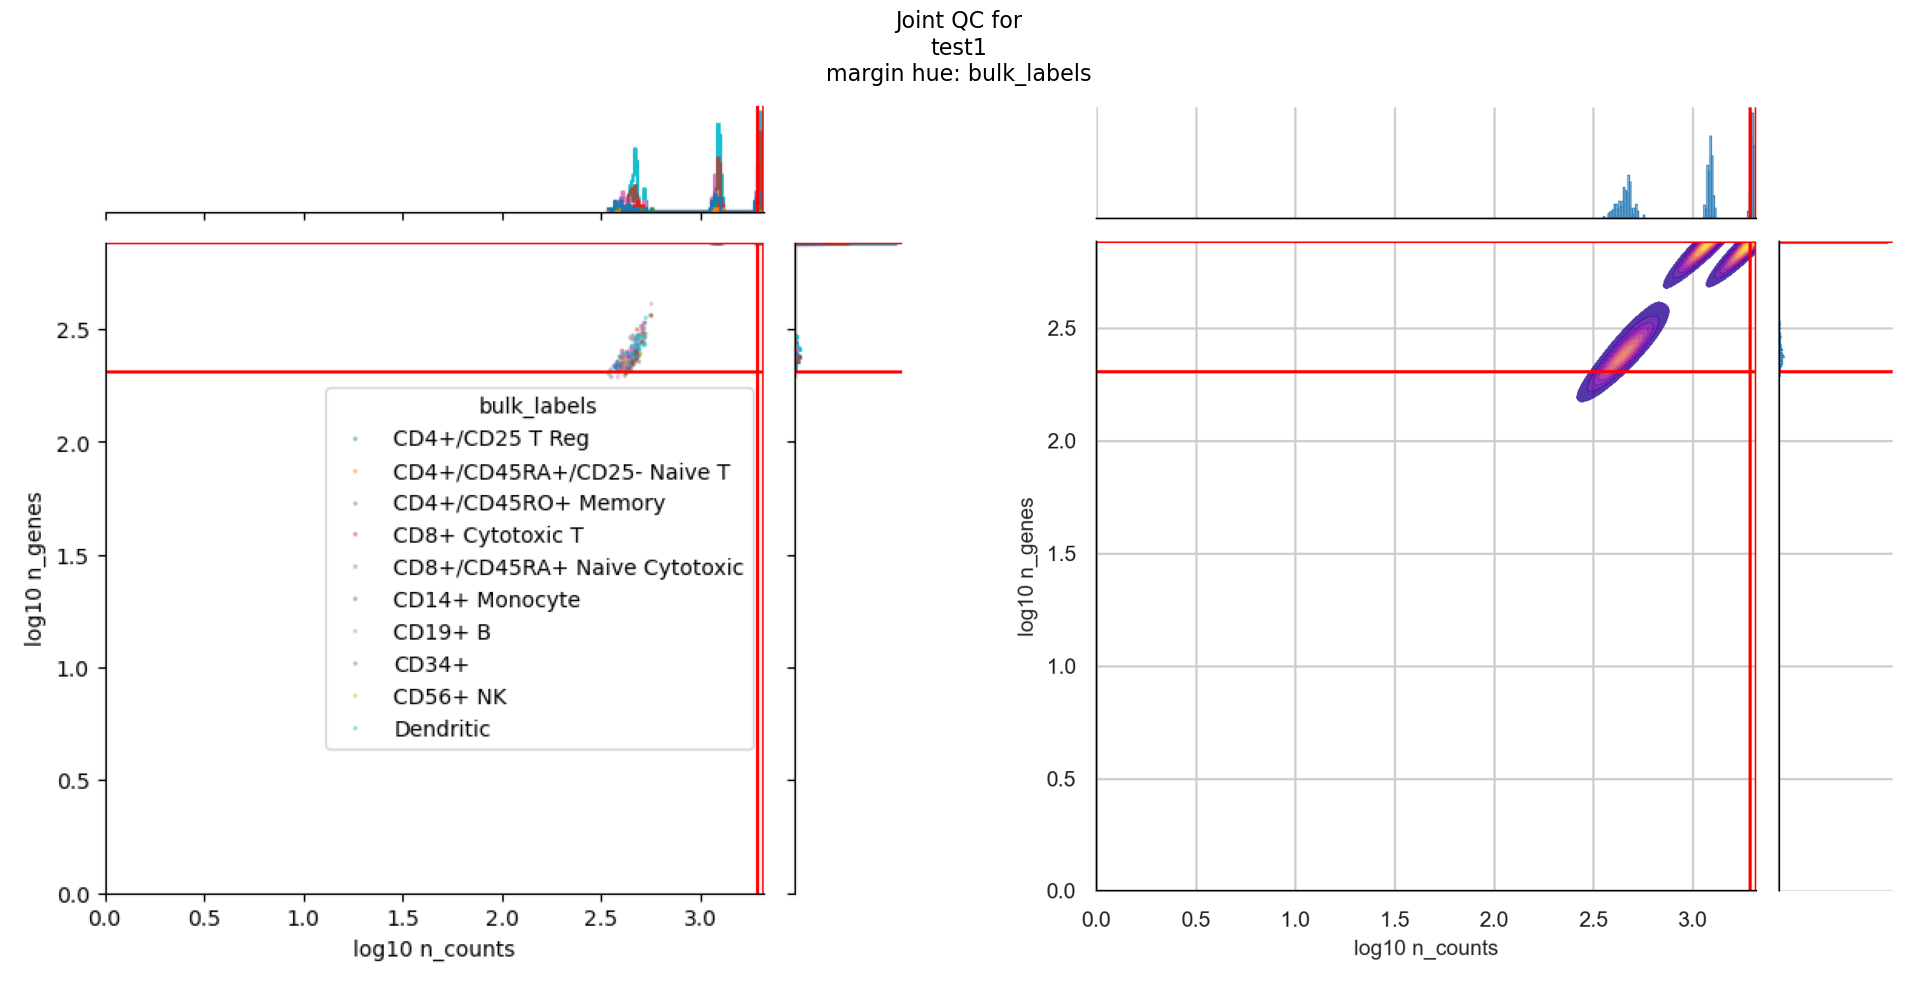 Joint QC for
test1
margin hue: bulk_labels
2.5
2.0
1.5
1.0
0.5
0.0
log10 n_genes
0.0 0.5 1.0 1.5 2.0 2.5 3.0
log10 n_counts
bulk_labels
CD4+/CD25 T Reg
CD4+/CD45RA+/CD25- Naive T
CD4+/CD45RO+ Memory
CD8+ Cytotoxic T
CD8+/CD45RA+ Naive Cytotoxic
CD14+ Monocyte
CD19+ B
CD34+
CD56+ NK
Dendritic
2.5
2.0
1.5
1.0
0.5
0.0
log10 n_genes
0.0 0.5 1.0 1.5 2.0 2.5 3.0
log10 n_counts